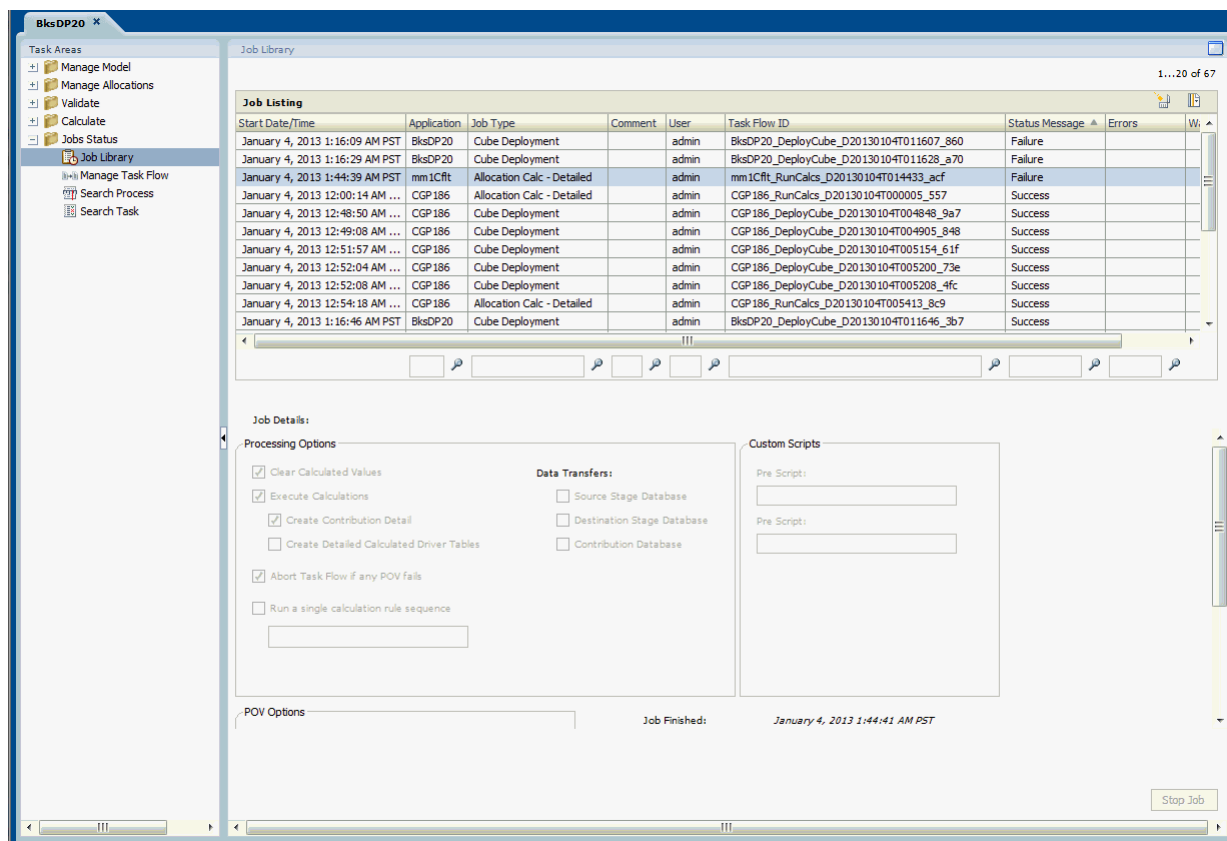 BksDP20 ×
Task Areas
Manage Model
Manage Allocations
Validate
Calculate
Jobs Status
Job Library
Manage Task Flow
Search Process
Search Task
Job Library
1...20 of 67
Job Listing
Start Date/Time Application Job Type Comment User Task Flow ID Status Message Errors Wa
January 4, 2013 1:16:09 AM PST BksDP20 Cube Deployment admin BksDP20_DeployCube_D20130104T011607_860 Failure
January 4, 2013 1:16:29 AM PST BksDP20 Cube Deployment admin BksDP20_DeployCube_D20130104T011628_a70 Failure
January 4, 2013 1:44:39 AM PST mm1Cflt Allocation Calc - Detailed admin mm1Cflt_RunCalcs_D20130104T014433_acf Failure
January 4, 2013 12:00:14 AM ... CGP186 Allocation Calc - Detailed admin CGP186_RunCalcs_D20130104T000005_557 Success
January 4, 2013 12:48:50 AM ... CGP186 Cube Deployment admin CGP186_DeployCube_D20130104T004848_9a7 Success
January 4, 2013 12:49:08 AM ... CGP186 Cube Deployment admin CGP186_DeployCube_D20130104T004905_848 Success
January 4, 2013 12:51:57 AM ... CGP186 Cube Deployment admin CGP186_DeployCube_D20130104T005154_61f Success
January 4, 2013 12:52:04 AM ... CGP186 Cube Deployment admin CGP186_DeployCube_D20130104T005200_73e Success
January 4, 2013 12:52:08 AM ... CGP186 Cube Deployment admin CGP186_DeployCube_D20130104T005208_4fc Success
January 4, 2013 12:54:18 AM ... CGP186 Allocation Calc - Detailed admin CGP186_RunCalcs_D20130104T005413_8c9 Success
January 4, 2013 1:16:46 AM PST BksDP20 Cube Deployment admin BksDP20_DeployCube_D20130104T011646_3b7 Success
Job Details:
Processing Options
Clear Calculated Values
Execute Calculations
Create Contribution Detail
Create Detailed Calculated Driver Tables
Abort Task Flow if any POV fails
Run a single calculation rule sequence
Data Transfers:
Source Stage Database
Destination Stage Database
Contribution Database
Custom Scripts
Pre Script:
Pre Script:
POV Options
Job Finished: January 4, 2013 1:44:41 AM PST
Stop Job